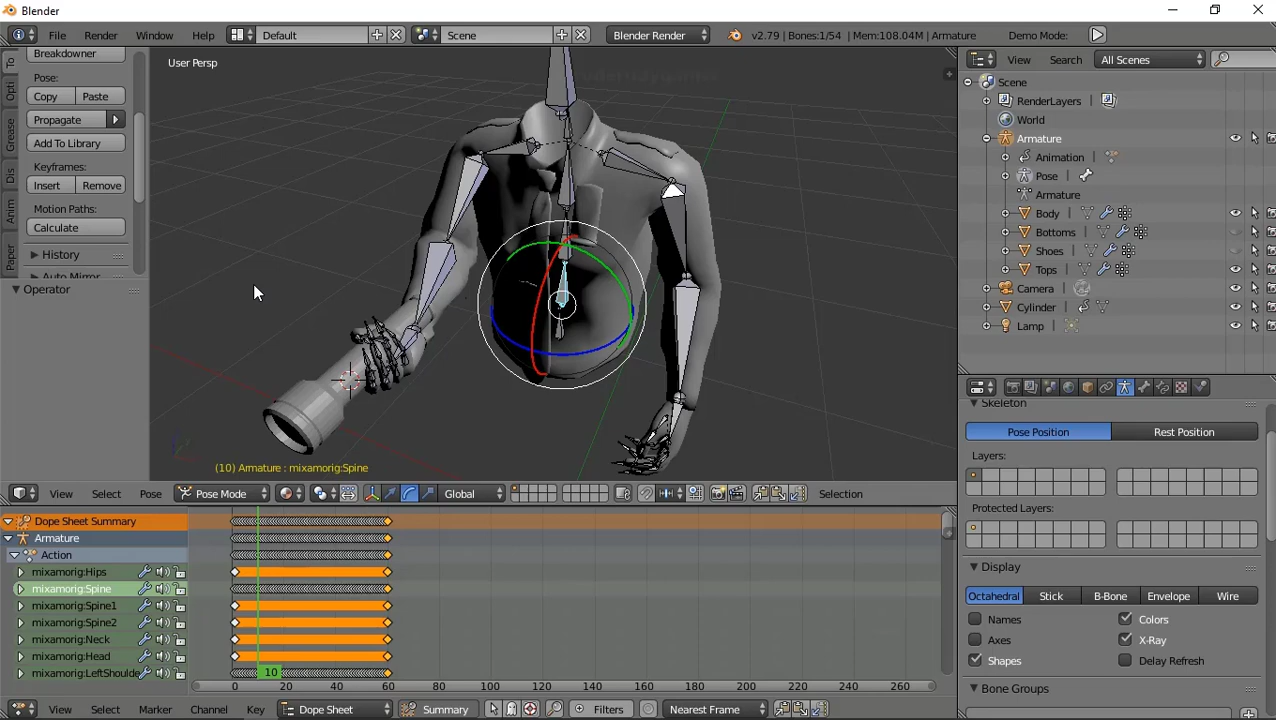 Blender
File Render Window Help Default Scene Blender Render v2.79 | Bones:1/54 | Mem:108.04M | Armature Demo Mode:
Breakdowner
Pose:
Copy Paste
Propagate
Add To Library
Keyframes:
Insert Remove
Motion Paths:
Calculate
History
Operator
To
Opti
Grease
Dis
Anim
Paper
User Persp
(10) Armature : mixamorig:Spine
View Select Pose Pose Mode Global Selection
Dope Sheet Summary
Armature
Action
mixamorig:Hips
mixamorig:Spine
mixamorig:Spine1
mixamorig:Spine2
mixamorig:Neck
mixamorig:Head
mixamorig:LeftShoulde
10
0 20 40 60 80 100 120 140 160 180 200 220 240 260
View Select Marker Channel Key Dope Sheet Summary Filters Nearest Frame
View Search All Scenes
Scene
RenderLayers
World
Armature
Animation
Pose
Armature
Body
Bottoms
Shoes
Tops
Camera
Cylinder
Lamp
Skeleton
Pose Position Rest Position
Layers:
Protected Layers:
Display
Octahedral Stick B-Bone Envelope Wire
Names Colors
Axes X-Ray
Shapes Delay Refresh
Bone Groups